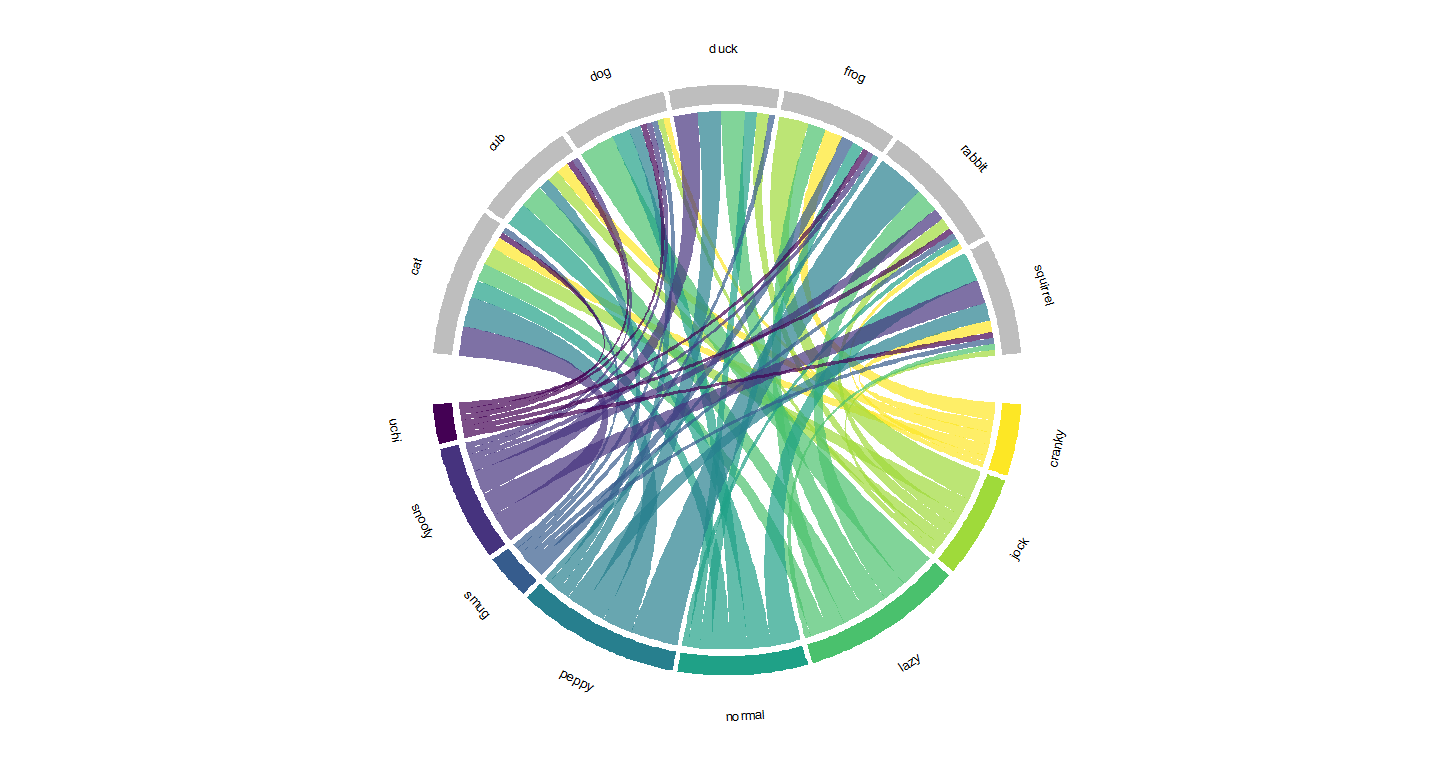 duck
dog
frog
cub
rabbit
cat
squirrel
uchi
cranky
snooty
jock
smug
lazy
peppy
normal